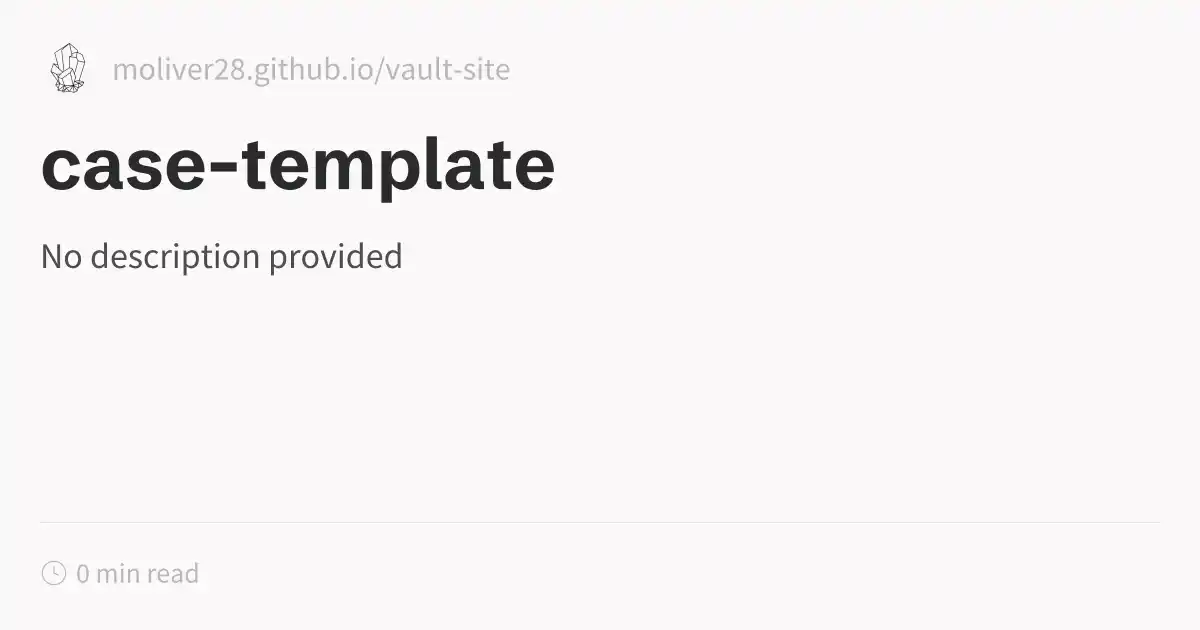 moliver28.github.io/vault-site
case-template
No description provided
0 min read